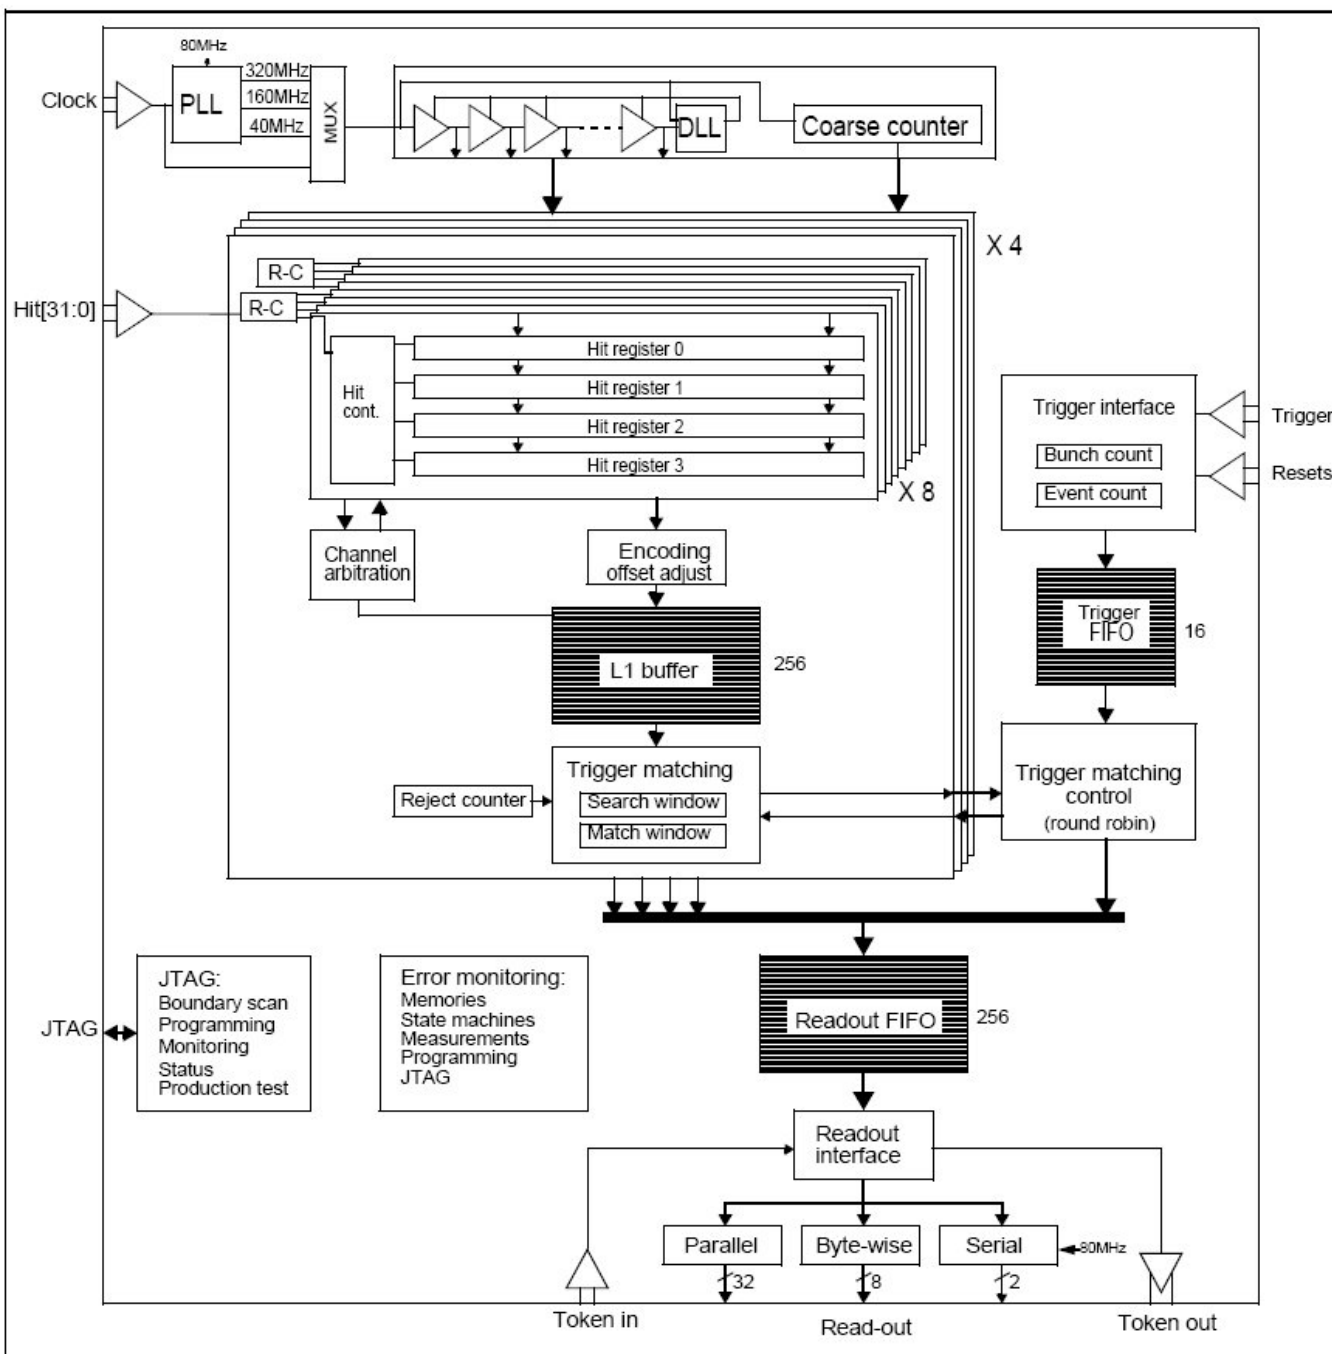 80MHz
Clock
PLL
320MHz
160MHz
40MHz
MUX
DLL
Coarse counter
X 4
R-C
R-C
Hit[31:0]
Hit
cont.
Hit register 0
Hit register 1
Hit register 2
Hit register 3
X 8
Trigger interface
Bunch count
Event count
Trigger
Resets
Channel
arbitration
Encoding
offset adjust
L1 buffer
256
Trigger
FIFO
16
Reject counter
Trigger matching
Search window
Match window
Trigger matching
control
(round robin)
JTAG
JTAG:
Boundary scan
Programming
Monitoring
Status
Production test
Error monitoring:
Memories
State machines
Measurements
Programming
JTAG
Readout FIFO
256
Readout
interface
Parallel
Byte-wise
Serial
80MHz
32
8
2
Token in
Read-out
Token out